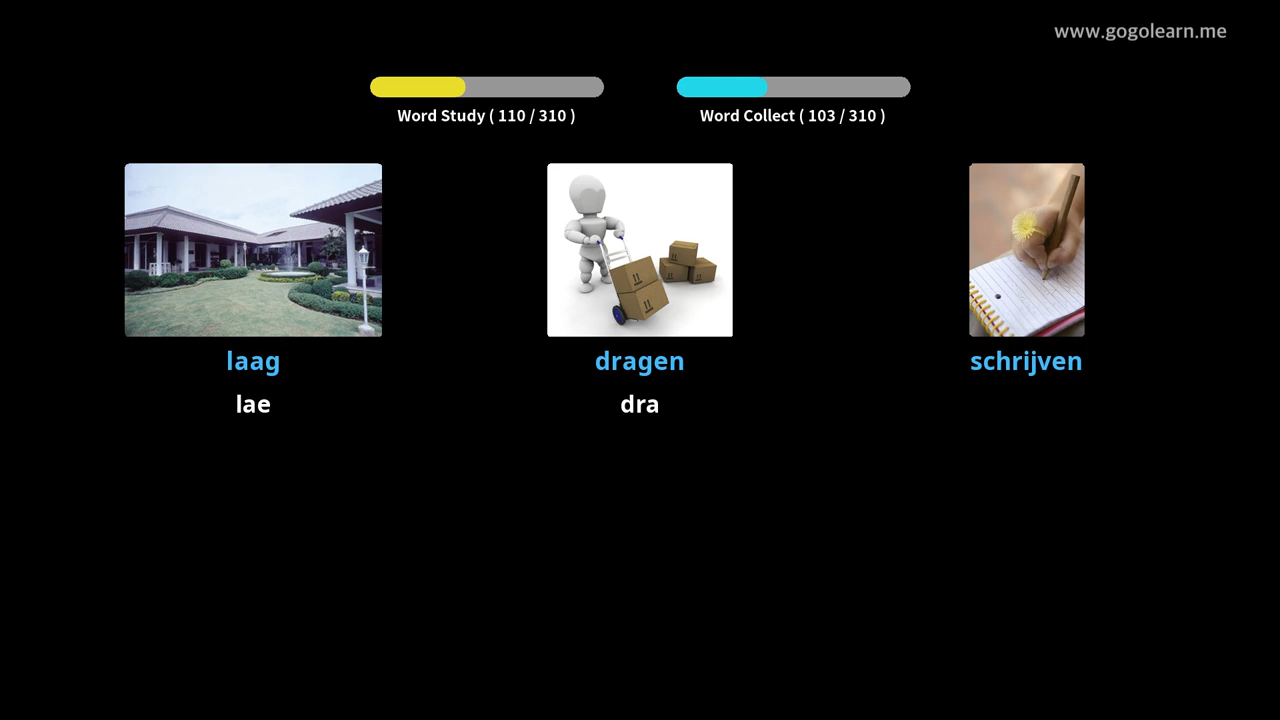 www.gogolearn.me
Word Study ( 110 / 310 )
Word Collect ( 103 / 310 )
laag
dragen
schrijven
lae
dra